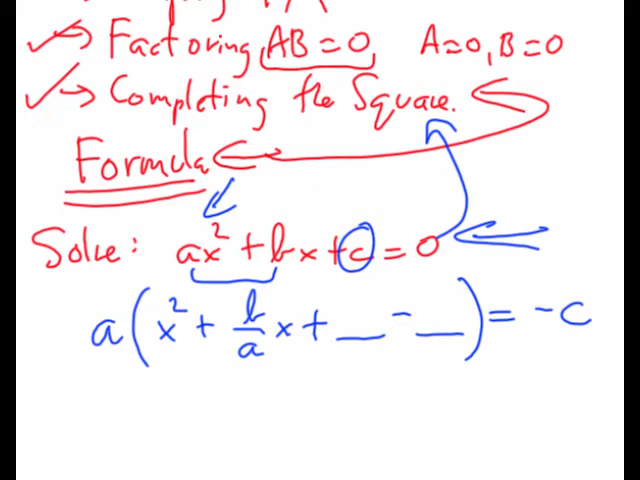 Factoring AB = 0, A=0, B=0
Completing the Square.
Formula
Solve: ax² + bx + c = 0
a(x² + b/a x + __ - __) = -c